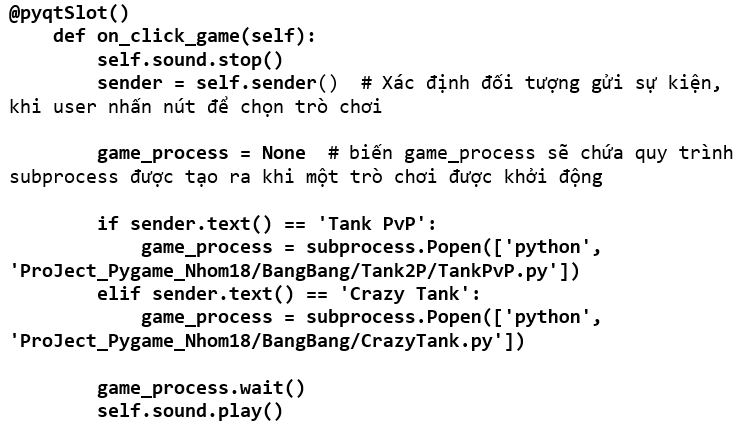 @pyqtSlot()
    def on_click_game(self):
        self.sound.stop()
        sender = self.sender()  # Xác định đối tượng gửi sự kiện,
khi user nhấn nút để chọn trò chơi

        game_process = None  # biến game_process sẽ chứa quy trình
subprocess được tạo ra khi một trò chơi được khởi động

        if sender.text() == 'Tank PvP':
            game_process = subprocess.Popen(['python',
'ProJect_Pygame_Nhom18/BangBang/Tank2P/TankPvP.py'])
        elif sender.text() == 'Crazy Tank':
            game_process = subprocess.Popen(['python',
'ProJect_Pygame_Nhom18/BangBang/CrazyTank.py'])

        game_process.wait()
        self.sound.play()